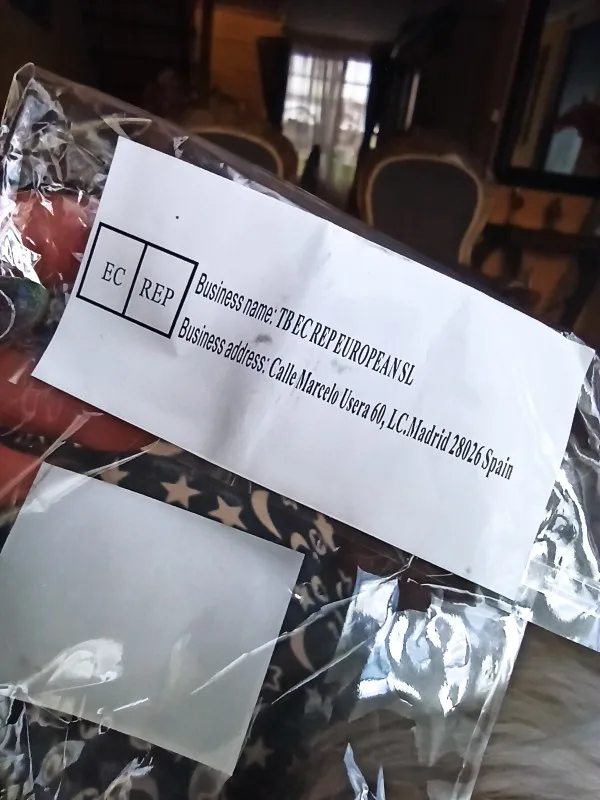 EC REP
Business name: TB EC REP EUROPEAN SL
Business address: Calle Marcelo Usera 60, LC.Madrid 28026 Spain